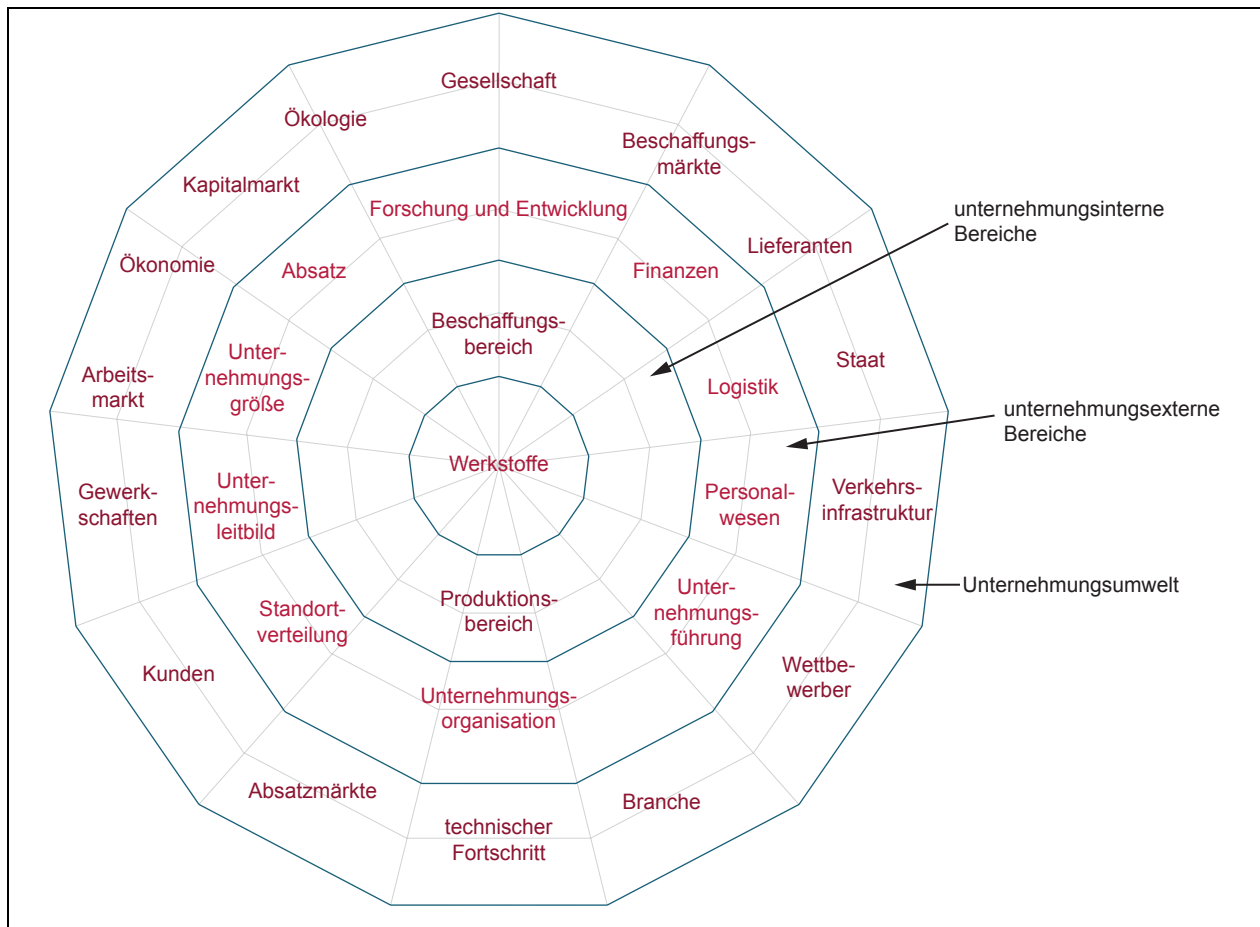 Gesellschaft
Ökologie
Beschaffungs-
märkte
Kapitalmarkt
Forschung und Entwicklung
unternehmungsinterne
Bereiche
Lieferanten
Ökonomie
Absatz
Finanzen
Beschaffungs-
bereich
Unter-
nehmungs-
größe
Arbeits-
markt
Logistik
Staat
unternehmungsexterne
Bereiche
Werkstoffe
Gewerk-
schaften
Unter-
nehmungs-
leitbild
Personal-
wesen
Verkehrs-
infrastruktur
Unternehmungsumwelt
Standort-
verteilung
Produktions-
bereich
Unter-
nehmungs-
führung
Kunden
Wettbe-
werber
Unternehmungs-
organisation
Absatzmärkte
Branche
technischer
Fortschritt